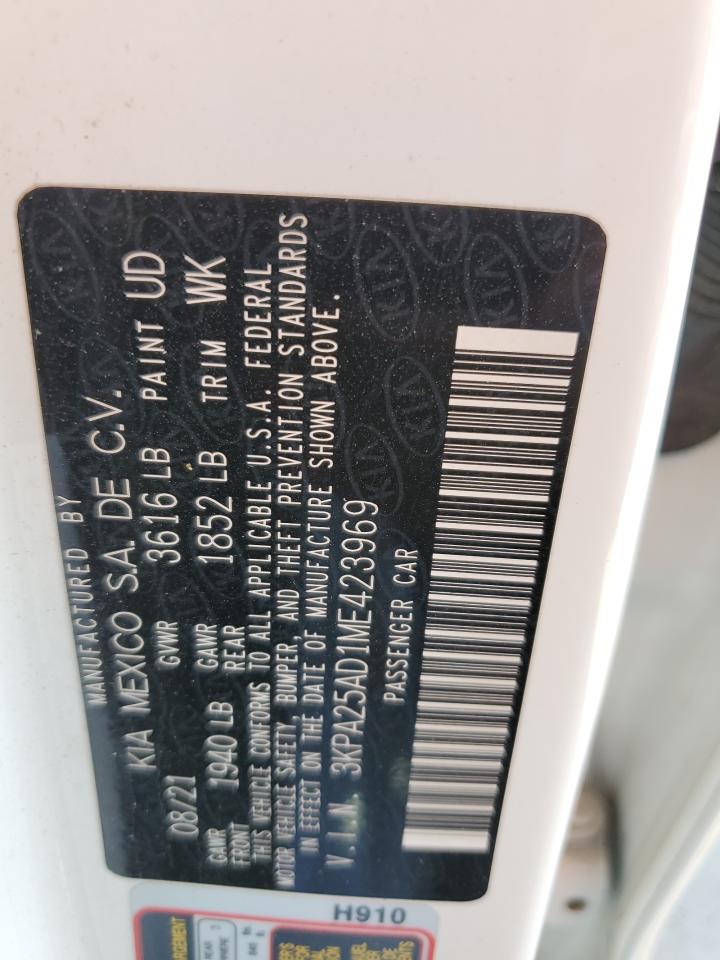 MANUFACTURED BY
KIA MEXICO S.A. DE C.V.
08/21 GVWR 3616 LB PAINT UD
GAWR FRONT 1940 LB GAWR REAR 1852 LB TRIM WK
THIS VEHICLE CONFORMS TO ALL APPLICABLE U.S.A. FEDERAL
MOTOR VEHICLE SAFETY, BUMPER, AND THEFT PREVENTION STANDARDS
IN EFFECT ON THE DATE OF MANUFACTURE SHOWN ABOVE.
V.I.N. 3KPA25AD1ME423969
PASSENGER CAR
H910